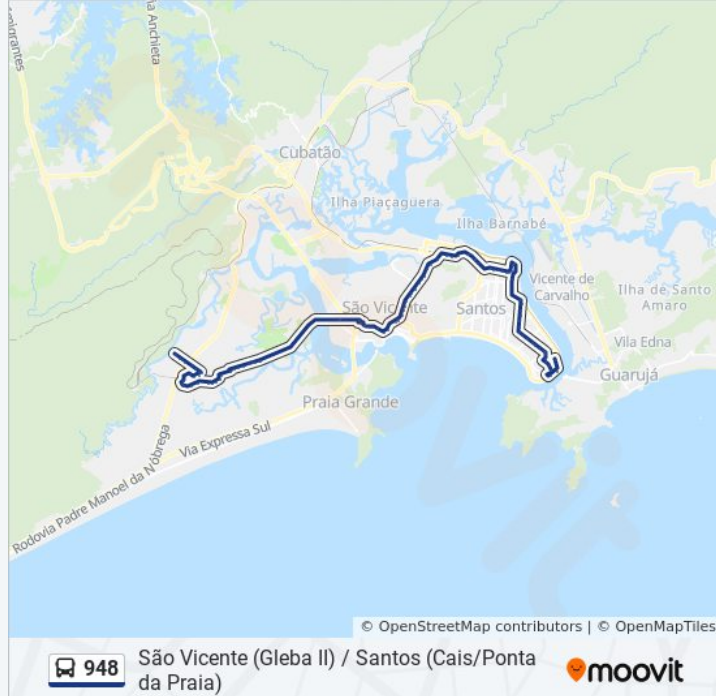 migrantes
ia Anchieta
Cubatão
Ilha Piaçaguera
Ilha Barnabé
Vicente de
Carvalho
Ilha de Santo
Amaro
São Vicente
Santos
Vila Edna
Guarujá
Praia Grande
Via Expressa Sul
Rodovia Padre Manoel da Nóbrega
© OpenStreetMap contributors | © OpenMapTiles
948
São Vicente (Gleba II) / Santos (Cais/Ponta
da Praia)
moovit